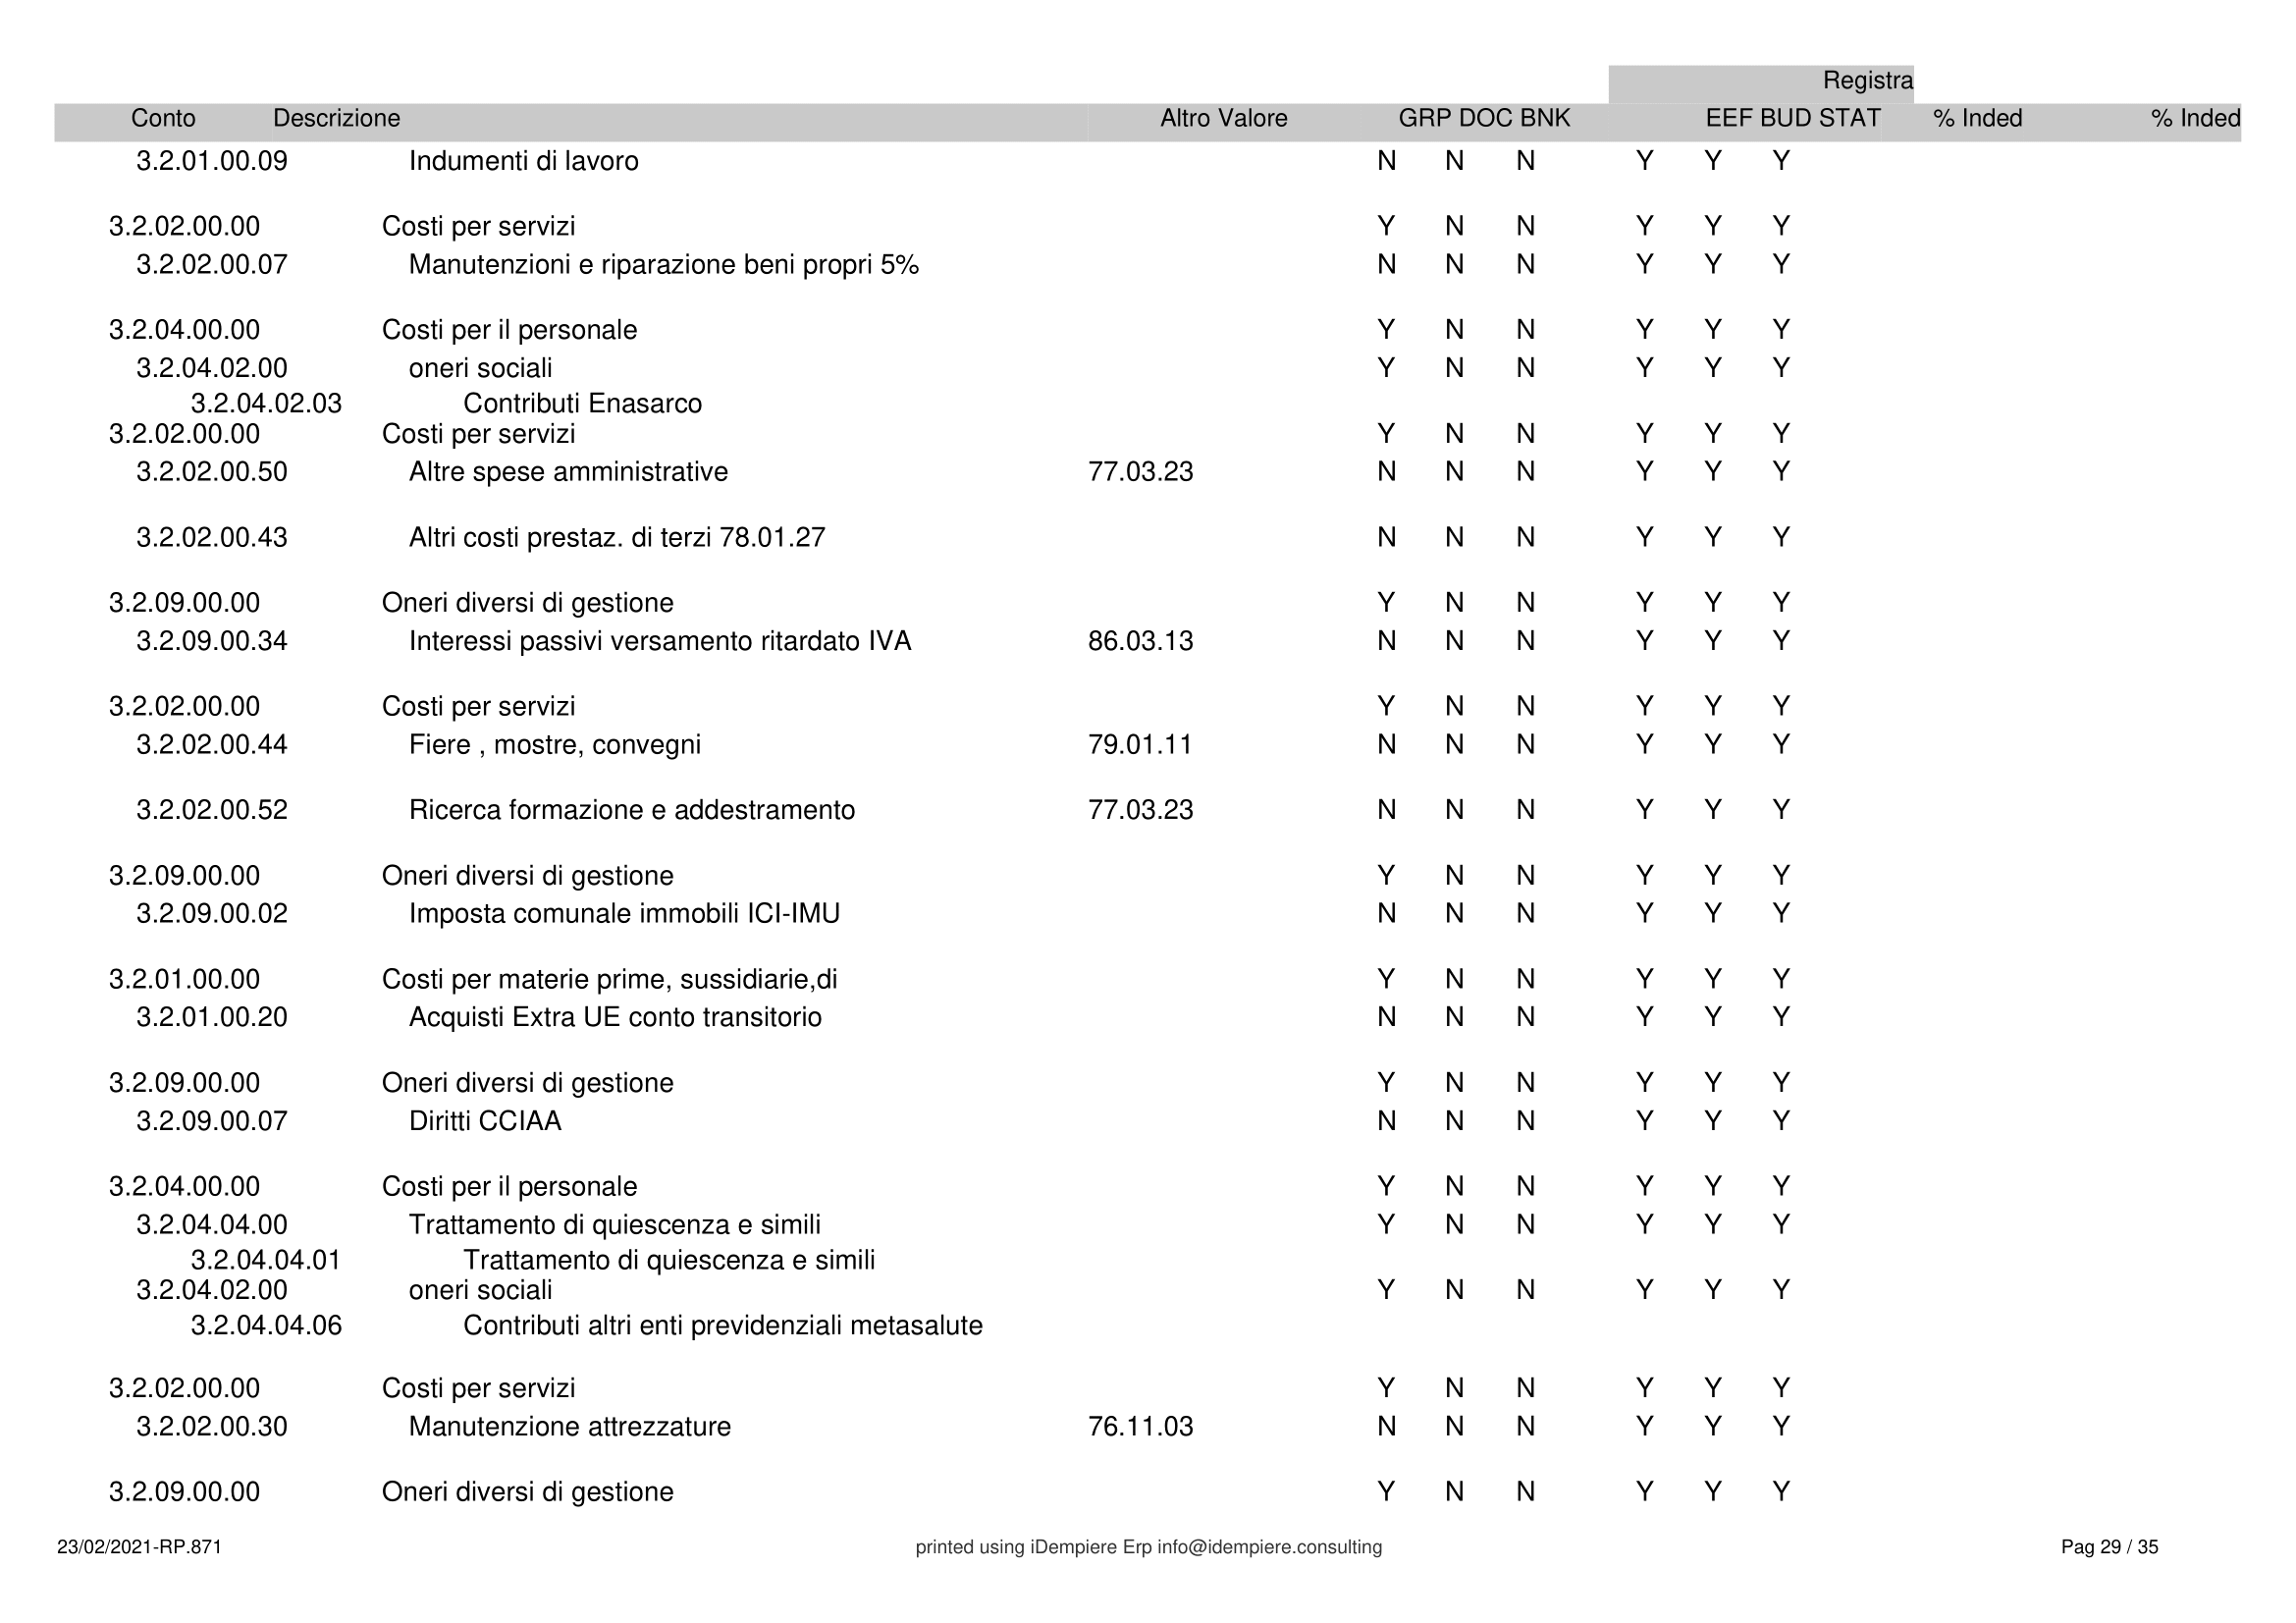 Registra
Conto Descrizione Altro Valore GRP DOC BNK EEF BUD STAT % Inded % Inded
3.2.01.00.09 Indumenti di lavoro N N N Y Y Y
3.2.02.00.00 Costi per servizi Y N N Y Y Y
3.2.02.00.07 Manutenzioni e riparazione beni propri 5% N N N Y Y Y
3.2.04.00.00 Costi per il personale Y N N Y Y Y
3.2.04.02.00 oneri sociali Y N N Y Y Y
3.2.04.02.03 Contributi Enasarco
3.2.02.00.00 Costi per servizi Y N N Y Y Y
3.2.02.00.50 Altre spese amministrative 77.03.23 N N N Y Y Y
3.2.02.00.43 Altri costi prestaz. di terzi 78.01.27 N N N Y Y Y
3.2.09.00.00 Oneri diversi di gestione Y N N Y Y Y
3.2.09.00.34 Interessi passivi versamento ritardato IVA 86.03.13 N N N Y Y Y
3.2.02.00.00 Costi per servizi Y N N Y Y Y
3.2.02.00.44 Fiere , mostre, convegni 79.01.11 N N N Y Y Y
3.2.02.00.52 Ricerca formazione e addestramento 77.03.23 N N N Y Y Y
3.2.09.00.00 Oneri diversi di gestione Y N N Y Y Y
3.2.09.00.02 Imposta comunale immobili ICI-IMU N N N Y Y Y
3.2.01.00.00 Costi per materie prime, sussidiarie,di Y N N Y Y Y
3.2.01.00.20 Acquisti Extra UE conto transitorio N N N Y Y Y
3.2.09.00.00 Oneri diversi di gestione Y N N Y Y Y
3.2.09.00.07 Diritti CCIAA N N N Y Y Y
3.2.04.00.00 Costi per il personale Y N N Y Y Y
3.2.04.04.00 Trattamento di quiescenza e simili Y N N Y Y Y
3.2.04.04.01 Trattamento di quiescenza e simili
3.2.04.02.00 oneri sociali Y N N Y Y Y
3.2.04.04.06 Contributi altri enti previdenziali metasalute
3.2.02.00.00 Costi per servizi Y N N Y Y Y
3.2.02.00.30 Manutenzione attrezzature 76.11.03 N N N Y Y Y
3.2.09.00.00 Oneri diversi di gestione Y N N Y Y Y
23/02/2021-RP.871 printed using iDempiere Erp info@idempiere.consulting Pag 29 / 35